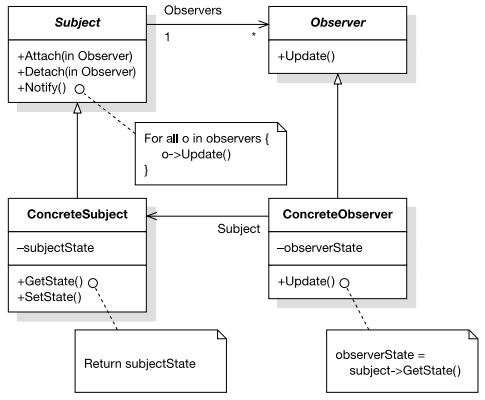 Subject
Observers
1
*
Observer
+Attach(in Observer)
+Detach(in Observer)
+Notify()
+Update()
For all o in observers {
o->Update()
}
ConcreteSubject
–subjectState
+GetState()
+SetState()
Subject
ConcreteObserver
–observerState
+Update()
Return subjectState
observerState =
subject->GetState()